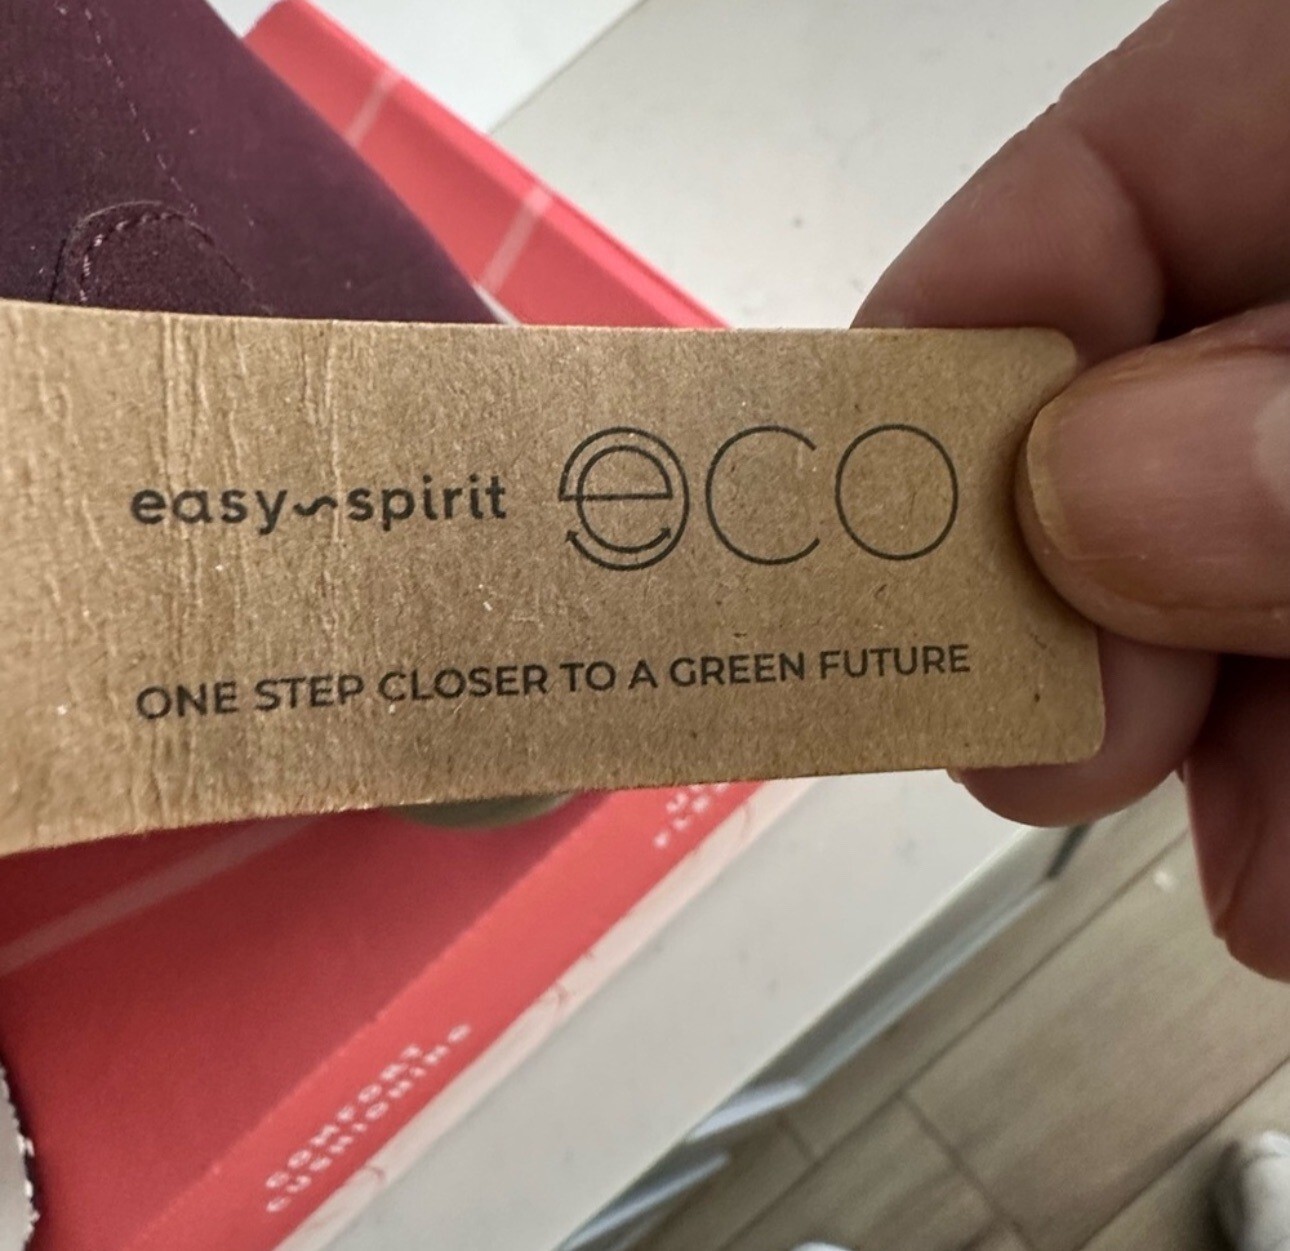 easy~spirit eco
ONE STEP CLOSER TO A GREEN FUTURE
COMFORT
CUSHIONING